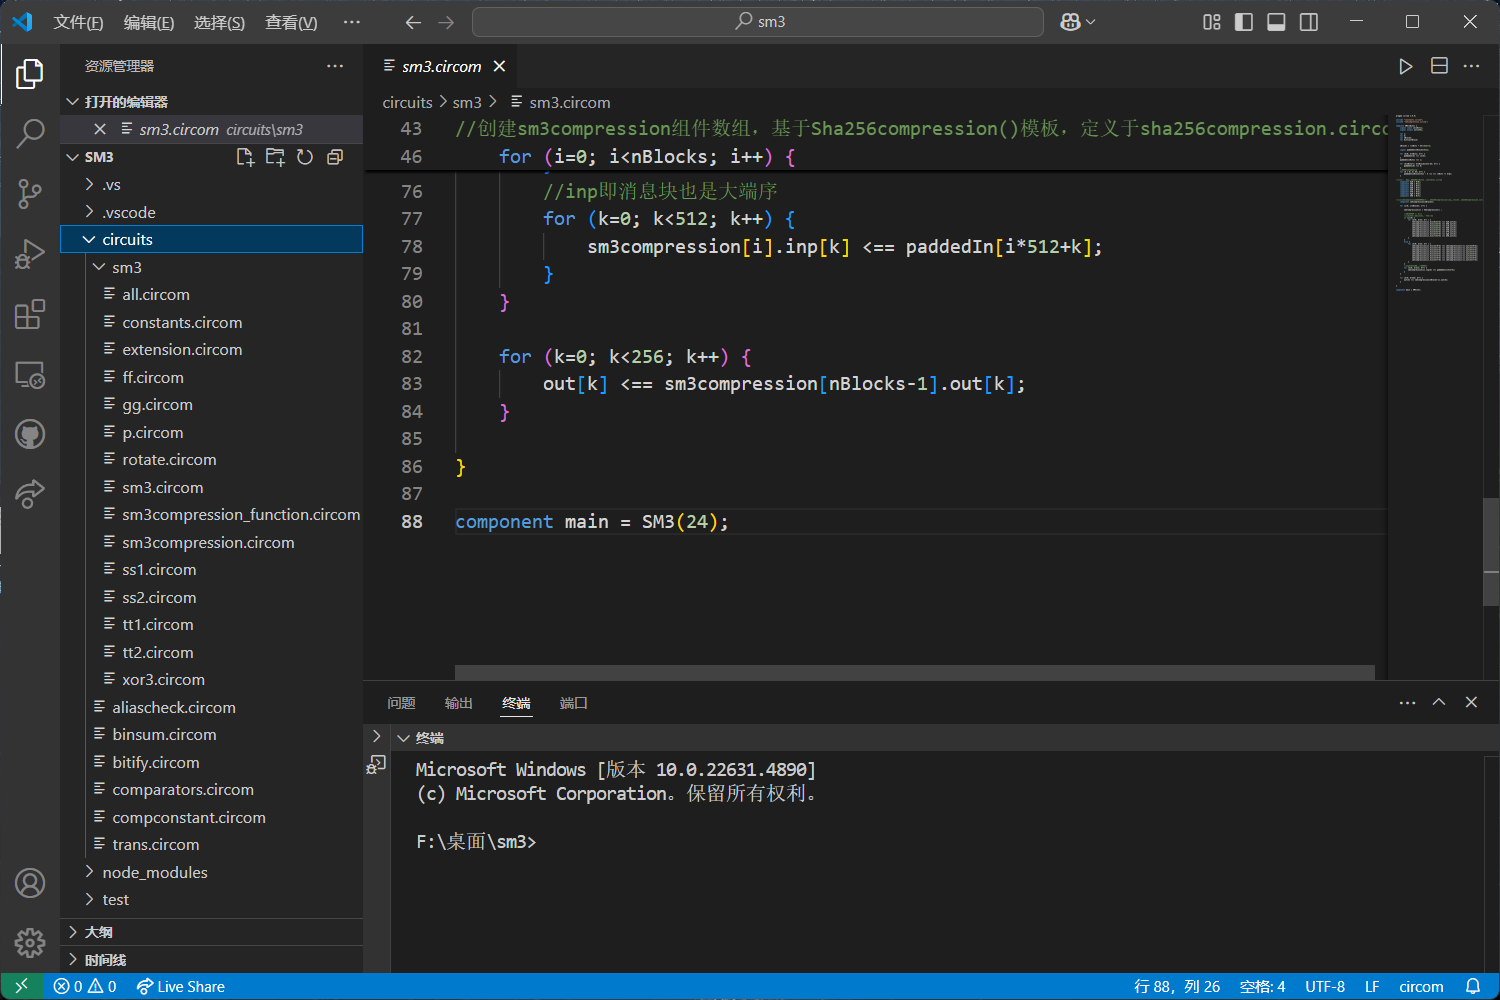 文件(F) 编辑(E) 选择(S) 查看(V) ··· sm3
资源管理器 ···
打开的编辑器
sm3.circom circuits\sm3
SM3
.vs
.vscode
circuits
sm3
all.circom
constants.circom
extension.circom
ff.circom
gg.circom
p.circom
rotate.circom
sm3.circom
sm3compression_function.circom
sm3compression.circom
ss1.circom
ss2.circom
tt1.circom
tt2.circom
xor3.circom
aliascheck.circom
binsum.circom
bitify.circom
comparators.circom
compconstant.circom
trans.circom
node_modules
test
大纲
时间线
sm3.circom
circuits > sm3 > sm3.circom
43 //创建sm3compression组件数组，基于Sha256compression()模板，定义于sha256compression.circo
46 for (i=0; i<nBlocks; i++) {
76 //inp即消息块也是大端序
77 for (k=0; k<512; k++) {
78 sm3compression[i].inp[k] <== paddedIn[i*512+k];
79 }
80 }
81
82 for (k=0; k<256; k++) {
83 out[k] <== sm3compression[nBlocks-1].out[k];
84 }
85
86 }
87
88 component main = SM3(24);
问题 输出 终端 端口
终端
Microsoft Windows [版本 10.0.22631.4890]
(c) Microsoft Corporation。保留所有权利。
F:\桌面\sm3>
0 0 Live Share 行 88，列 26 空格: 4 UTF-8 LF circom